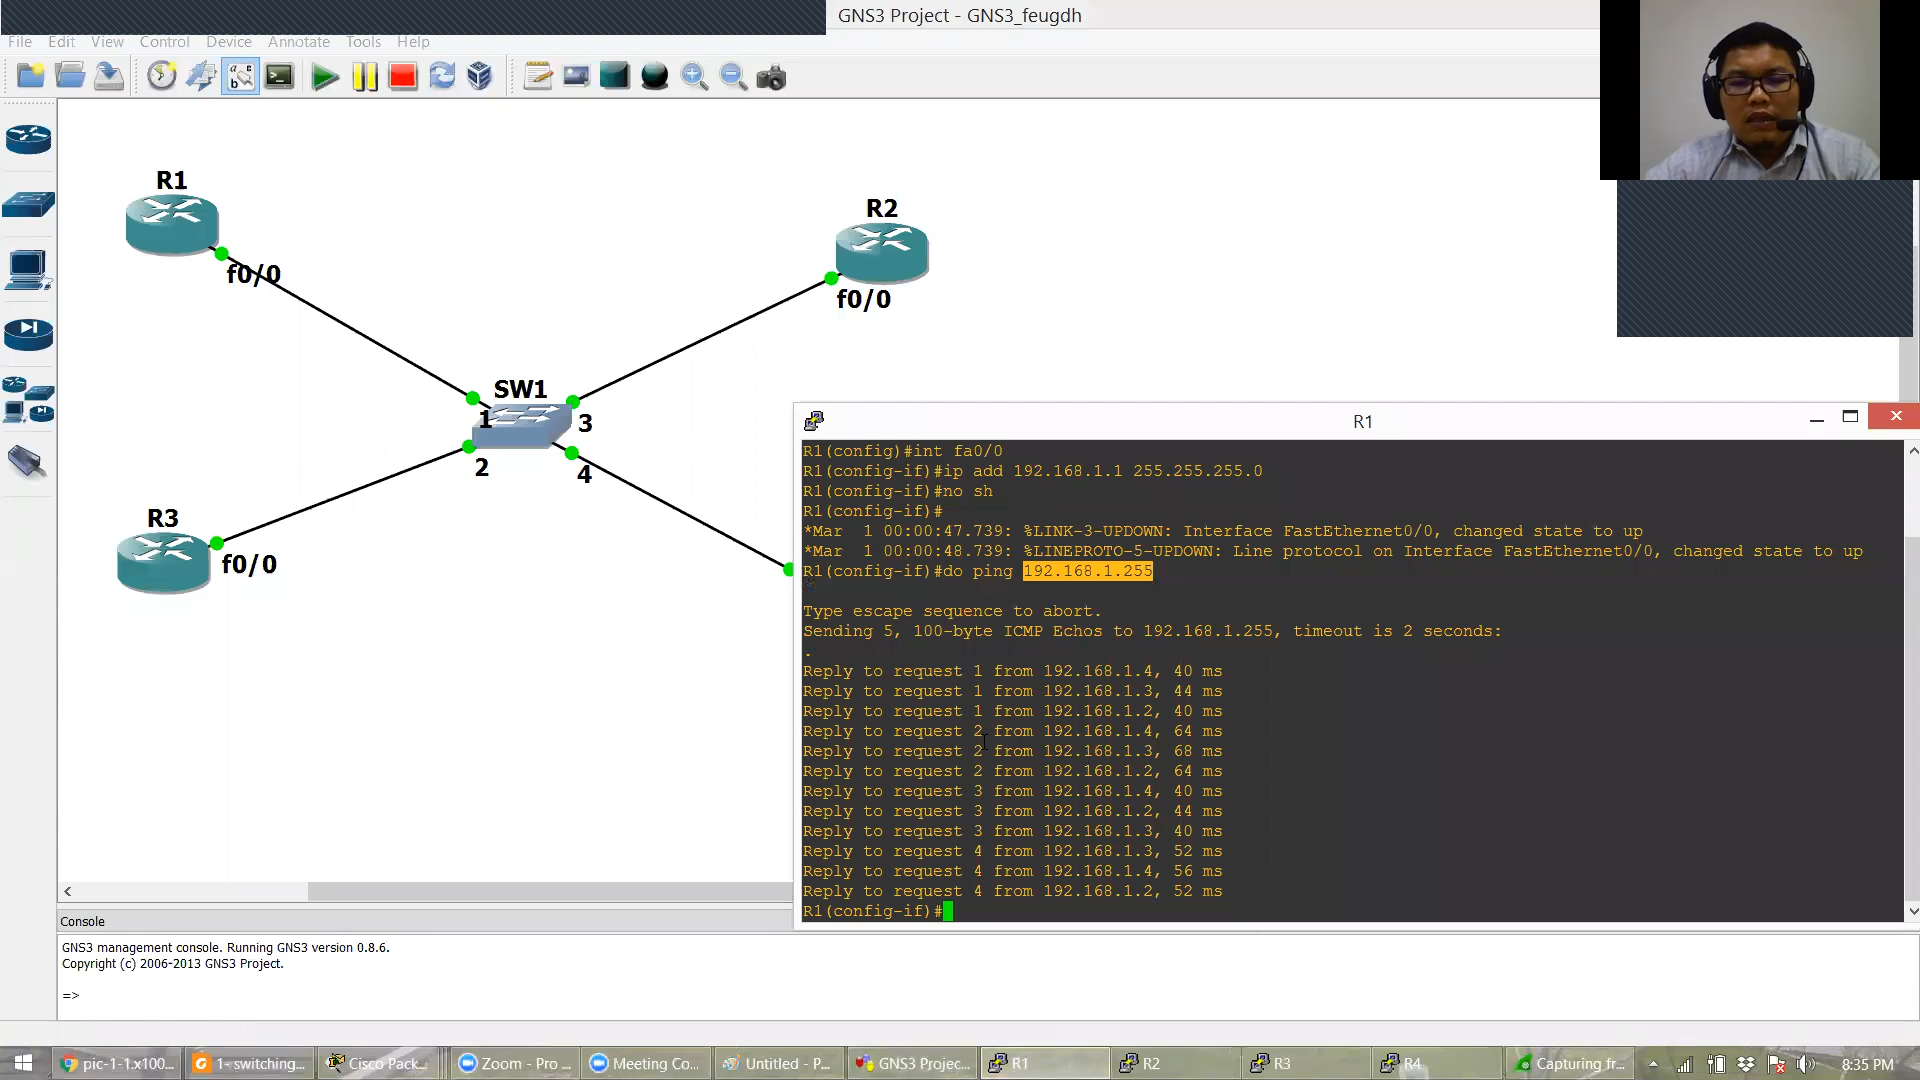 GNS3 Project - GNS3_feugdh
File Edit View Control Device Annotate Tools Help
R1
f0/0
R2
f0/0
SW1
1
3
2
4
R3
f0/0
R1
R1(config)#int fa0/0
R1(config-if)#ip add 192.168.1.1 255.255.255.0
R1(config-if)#no sh
R1(config-if)#
*Mar  1 00:00:47.739: %LINK-3-UPDOWN: Interface FastEthernet0/0, changed state to up
*Mar  1 00:00:48.739: %LINEPROTO-5-UPDOWN: Line protocol on Interface FastEthernet0/0, changed state to up
R1(config-if)#do ping 192.168.1.255
Type escape sequence to abort.
Sending 5, 100-byte ICMP Echos to 192.168.1.255, timeout is 2 seconds:
.
Reply to request 1 from 192.168.1.4, 40 ms
Reply to request 1 from 192.168.1.3, 44 ms
Reply to request 1 from 192.168.1.2, 40 ms
Reply to request 2 from 192.168.1.4, 64 ms
Reply to request 2 from 192.168.1.3, 68 ms
Reply to request 2 from 192.168.1.2, 64 ms
Reply to request 3 from 192.168.1.4, 40 ms
Reply to request 3 from 192.168.1.2, 44 ms
Reply to request 3 from 192.168.1.3, 40 ms
Reply to request 4 from 192.168.1.3, 52 ms
Reply to request 4 from 192.168.1.4, 56 ms
Reply to request 4 from 192.168.1.2, 52 ms
R1(config-if)#
Console
GNS3 management console. Running GNS3 version 0.8.6.
Copyright (c) 2006-2013 GNS3 Project.
=>
pic-1-1.x100... 1- switching... Cisco Pack... Zoom - Pro ... Meeting Co... Untitled - P... GNS3 Projec... R1 R2 R3 R4 Capturing fr... 8:35 PM